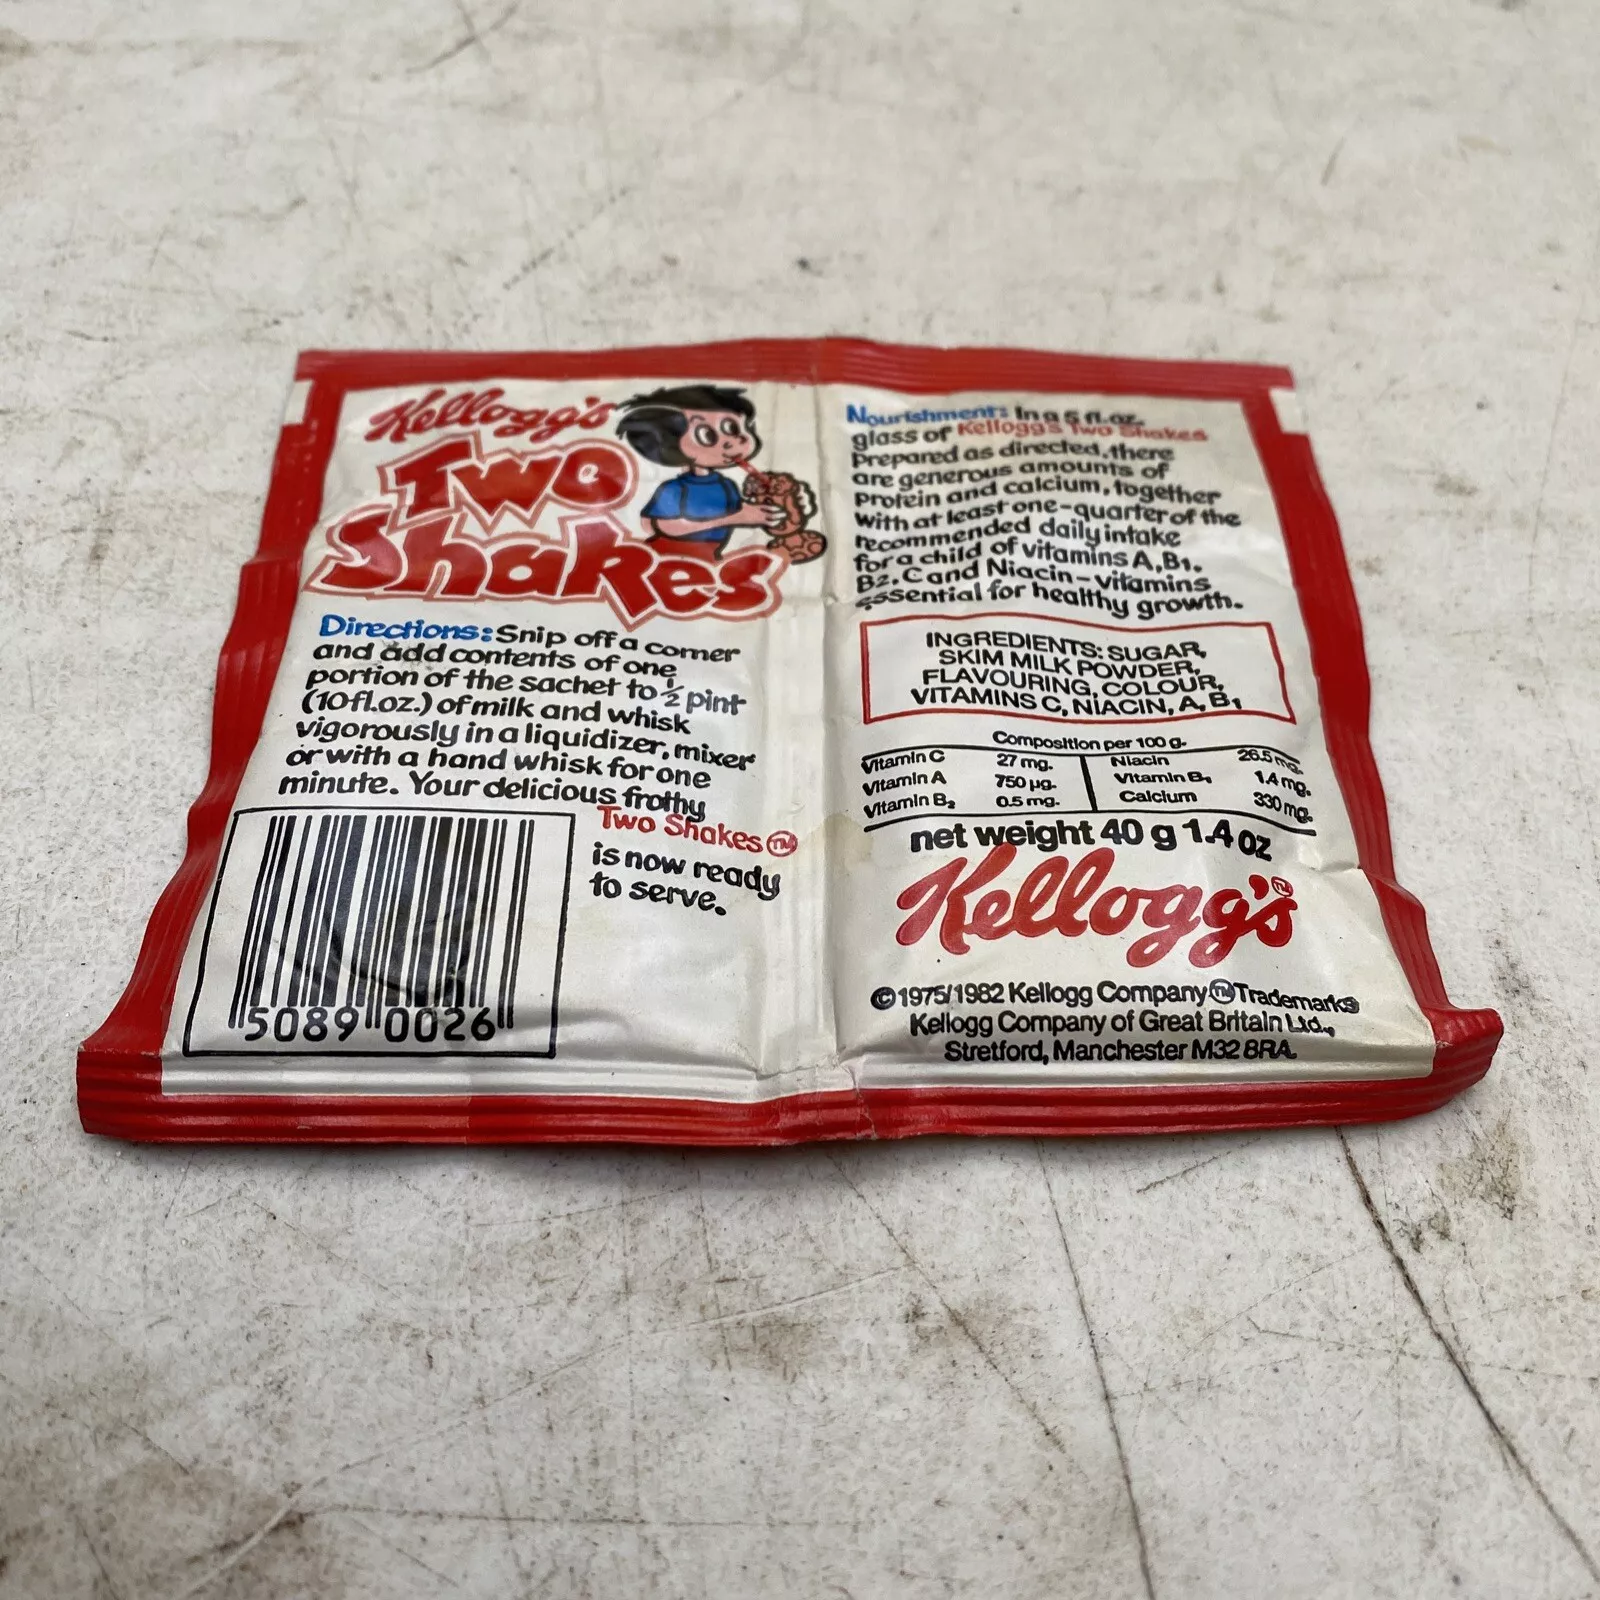 Kellogg's
Two
Shakes
Directions: Snip off a corner
and add contents of one
portion of the sachet to ½ pint
(10 fl.oz.) of milk and whisk
vigorously in a liquidizer, mixer
or with a hand whisk for one
minute. Your delicious frothy
Two Shakes TM
is now ready
to serve.
5089 0026
Nourishment: In a 5 fl.oz.
glass of Kellogg's Two Shakes
Prepared as directed, there
are generous amounts of
Protein and calcium, together
with at least one-quarter of the
recommended daily intake
for a child of vitamins A, B1,
B2, C and Niacin - vitamins
essential for healthy growth.
INGREDIENTS: SUGAR,
SKIM MILK POWDER,
FLAVOURING, COLOUR,
VITAMINS C, NIACIN, A, B1
Composition per 100 g.
Vitamin C 27 mg. Niacin 26.5 mg.
Vitamin A 750 µg. Vitamin B1 1.4 mg.
Vitamin B2 0.5 mg. Calcium 330 mg.
net weight 40 g 1.4 oz
Kellogg's TM
© 1975/1982 Kellogg Company TM Trademarks
Kellogg Company of Great Britain Ltd.,
Stretford, Manchester M32 8RA.